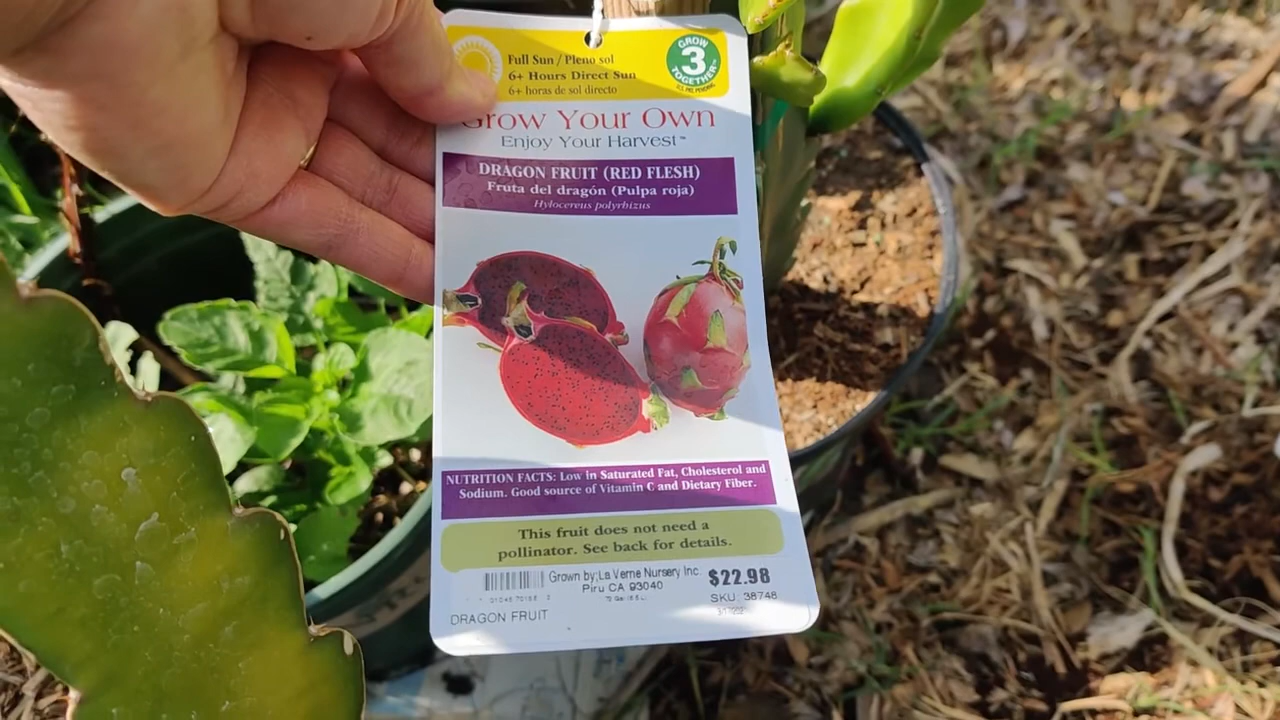 Full Sun / Pleno sol
6+ Hours Direct Sun
6+ horas de sol directo
GROW
3
TOGETHER™
Grow Your Own
Enjoy Your Harvest™
DRAGON FRUIT (RED FLESH)
Fruta del dragón (Pulpa roja)
Hylocereus polyrhizus
NUTRITION FACTS: Low in Saturated Fat, Cholesterol and
Sodium. Good source of Vitamin C and Dietary Fiber.
This fruit does not need a
pollinator. See back for details.
Grown by;La Verne Nursery Inc.
Piru CA 93040
$22.98
SKU: 38748
DRAGON FRUIT